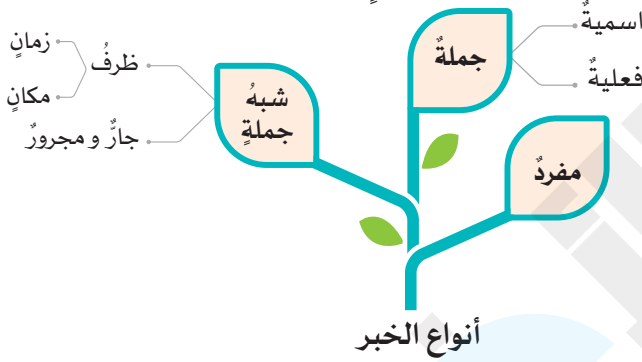 اسميةٌ
جملةٌ
فعليةٌ
زمانٍ
ظرفُ
مكانٍ
شبهُ
جملةٍ
جارٌّ و مجرورٌ
مفردٌ
أنواع الخبر